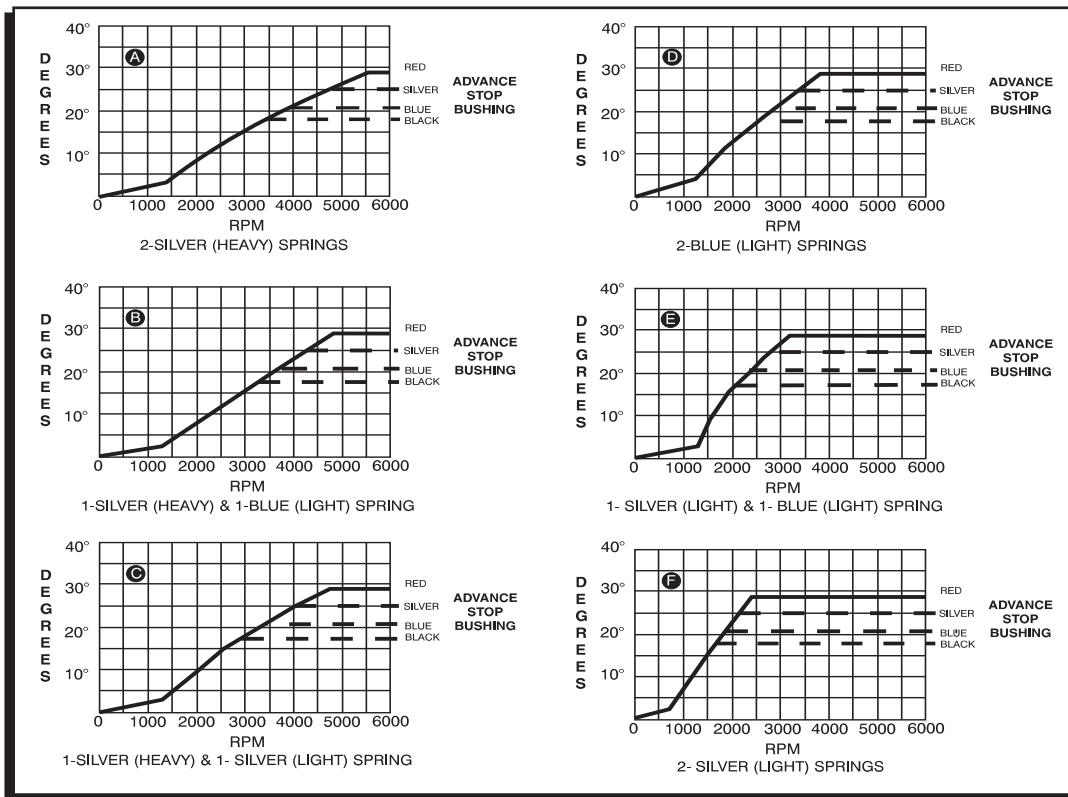 40°
30°
20°
10°
DEGREES
A
RED
SILVER
BLUE
BLACK
ADVANCE
STOP
BUSHING
0 1000 2000 3000 4000 5000 6000
RPM
2-SILVER (HEAVY) SPRINGS
40°
30°
20°
10°
DEGREES
B
RED
SILVER
BLUE
BLACK
ADVANCE
STOP
BUSHING
0 1000 2000 3000 4000 5000 6000
RPM
1-SILVER (HEAVY) & 1-BLUE (LIGHT) SPRING
40°
30°
20°
10°
DEGREES
C
RED
SILVER
BLUE
BLACK
ADVANCE
STOP
BUSHING
0 1000 2000 3000 4000 5000 6000
RPM
1-SILVER (HEAVY) & 1- SILVER (LIGHT) SPRING
40°
30°
20°
10°
DEGREES
D
RED
SILVER
BLUE
BLACK
ADVANCE
STOP
BUSHING
0 1000 2000 3000 4000 5000 6000
RPM
2-BLUE (LIGHT) SPRINGS
40°
30°
20°
10°
DEGREES
E
RED
SILVER
BLUE
BLACK
ADVANCE
STOP
BUSHING
0 1000 2000 3000 4000 5000 6000
RPM
1- SILVER (LIGHT) & 1- BLUE (LIGHT) SPRING
40°
30°
20°
10°
DEGREES
F
RED
SILVER
BLUE
BLACK
ADVANCE
STOP
BUSHING
0 1000 2000 3000 4000 5000 6000
RPM
2- SILVER (LIGHT) SPRINGS